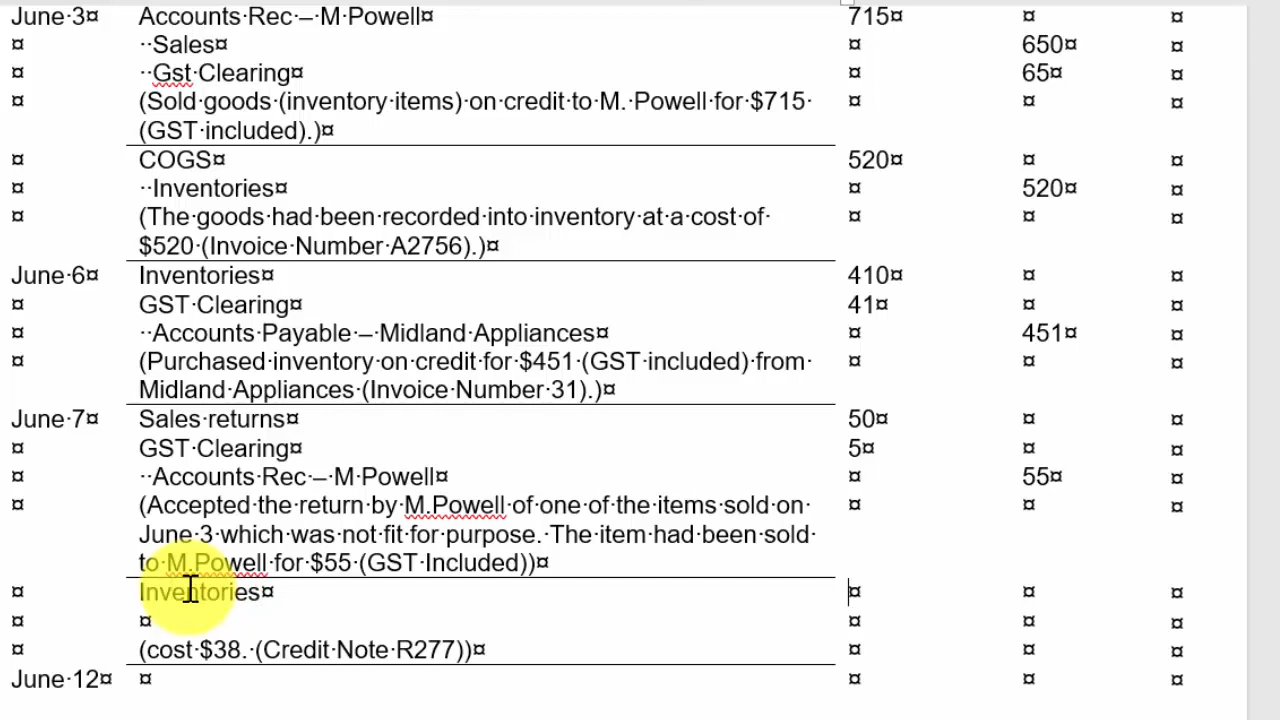 June 3¤ Accounts Rec – M Powell¤ 715¤ ¤ ¤
¤ ··Sales¤ ¤ 650¤ ¤
¤ ··Gst·Clearing¤ ¤ 65¤ ¤
¤ (Sold·goods·(inventory·items)·on·credit·to·M.·Powell·for·$715· ¤ ¤ ¤
(GST·included).)¤
¤ COGS¤ 520¤ ¤ ¤
¤ ··Inventories¤ ¤ 520¤ ¤
¤ (The·goods·had·been·recorded·into·inventory·at·a·cost·of· ¤ ¤ ¤
$520·(Invoice·Number·A2756).)¤
June·6¤ Inventories¤ 410¤ ¤ ¤
¤ GST·Clearing¤ 41¤ ¤ ¤
¤ ··Accounts·Payable·–·Midland·Appliances¤ ¤ 451¤ ¤
¤ (Purchased·inventory·on·credit·for·$451·(GST·included)·from· ¤ ¤ ¤
Midland·Appliances·(Invoice·Number·31).)¤
June·7¤ Sales·returns¤ 50¤ ¤ ¤
¤ GST·Clearing¤ 5¤ ¤ ¤
¤ ··Accounts·Rec·–·M·Powell¤ ¤ 55¤ ¤
¤ (Accepted·the·return·by·M.Powell·of·one·of·the·items·sold·on· ¤ ¤ ¤
June·3·which·was·not·fit·for·purpose.·The·item·had·been·sold·
to·M.Powell·for·$55·(GST·Included))¤
¤ Inventories¤ ¤ ¤ ¤
¤ ¤ ¤ ¤ ¤
¤ (cost·$38.·(Credit·Note·R277))¤ ¤ ¤ ¤
June·12¤ ¤ ¤ ¤ ¤